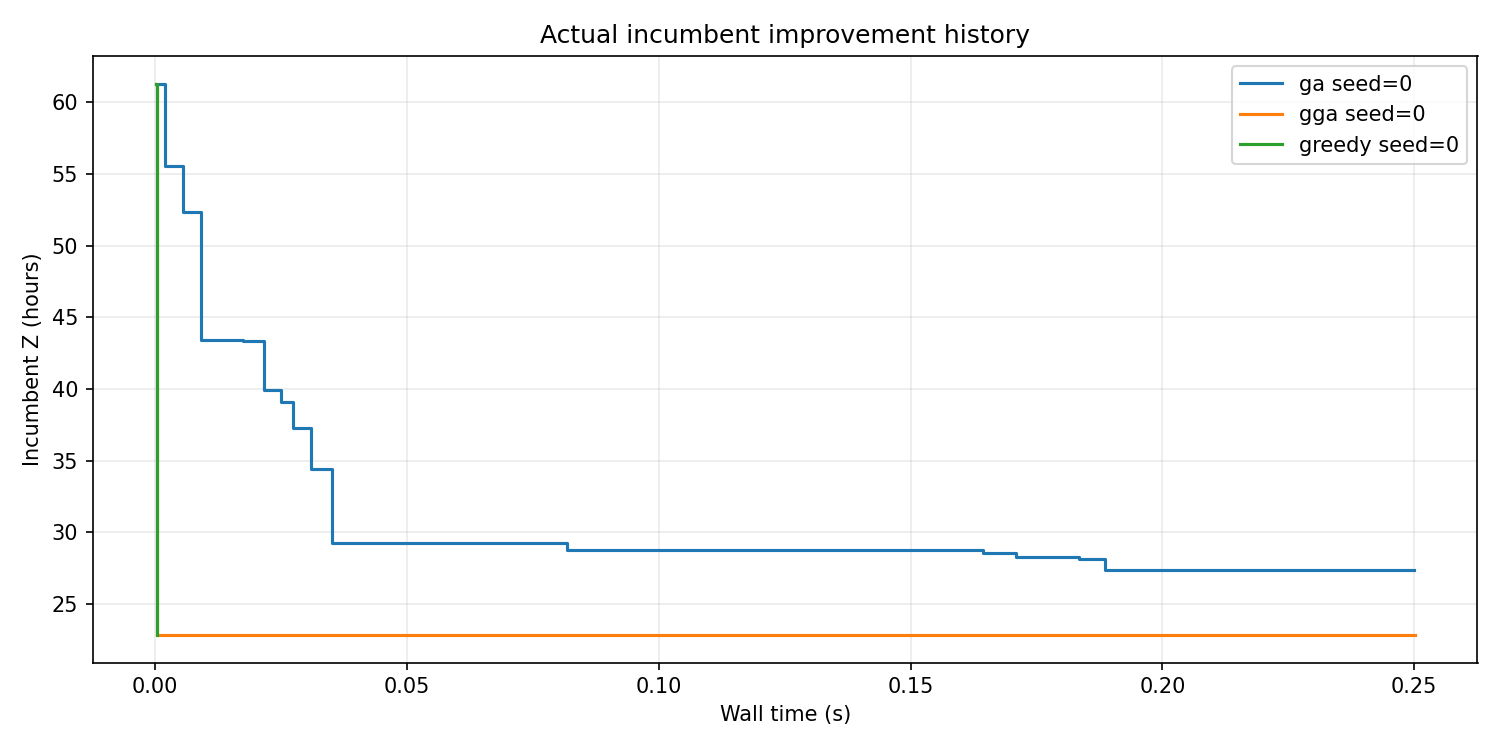 Actual incumbent improvement history
ga seed=0
gga seed=0
greedy seed=0
Incumbent Z (hours)
60
55
50
45
40
35
30
25
0.00 0.05 0.10 0.15 0.20 0.25
Wall time (s)